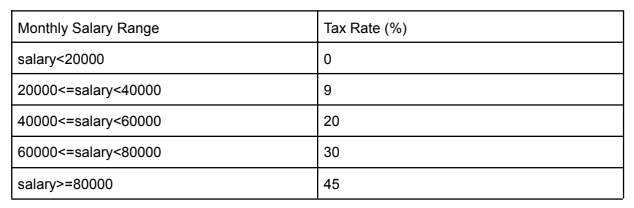 Monthly Salary Range Tax Rate (%)
salary<20000 0
20000<=salary<40000 9
40000<=salary<60000 20
60000<=salary<80000 30
salary>=80000 45